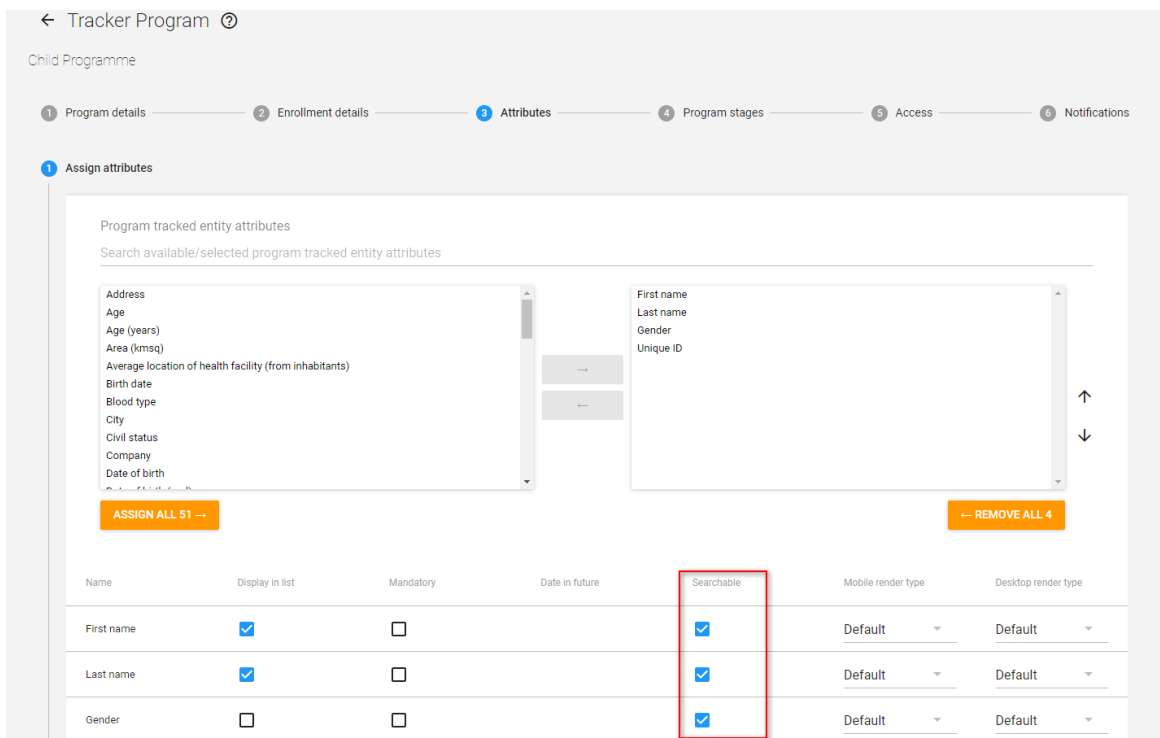 ← Tracker Program ?
Child Programme
1 Program details 2 Enrollment details 3 Attributes 4 Program stages 5 Access 6 Notifications
1 Assign attributes
Program tracked entity attributes
Search available/selected program tracked entity attributes
Address
Age
Age (years)
Area (kmsq)
Average location of health facility (from inhabitants)
Birth date
Blood type
City
Civil status
Company
Date of birth
First name
Last name
Gender
Unique ID
→
←
↑
↓
ASSIGN ALL 51 →
← REMOVE ALL 4
Name Display in list Mandatory Date in future Searchable Mobile render type Desktop render type
First name Default Default
Last name Default Default
Gender Default Default